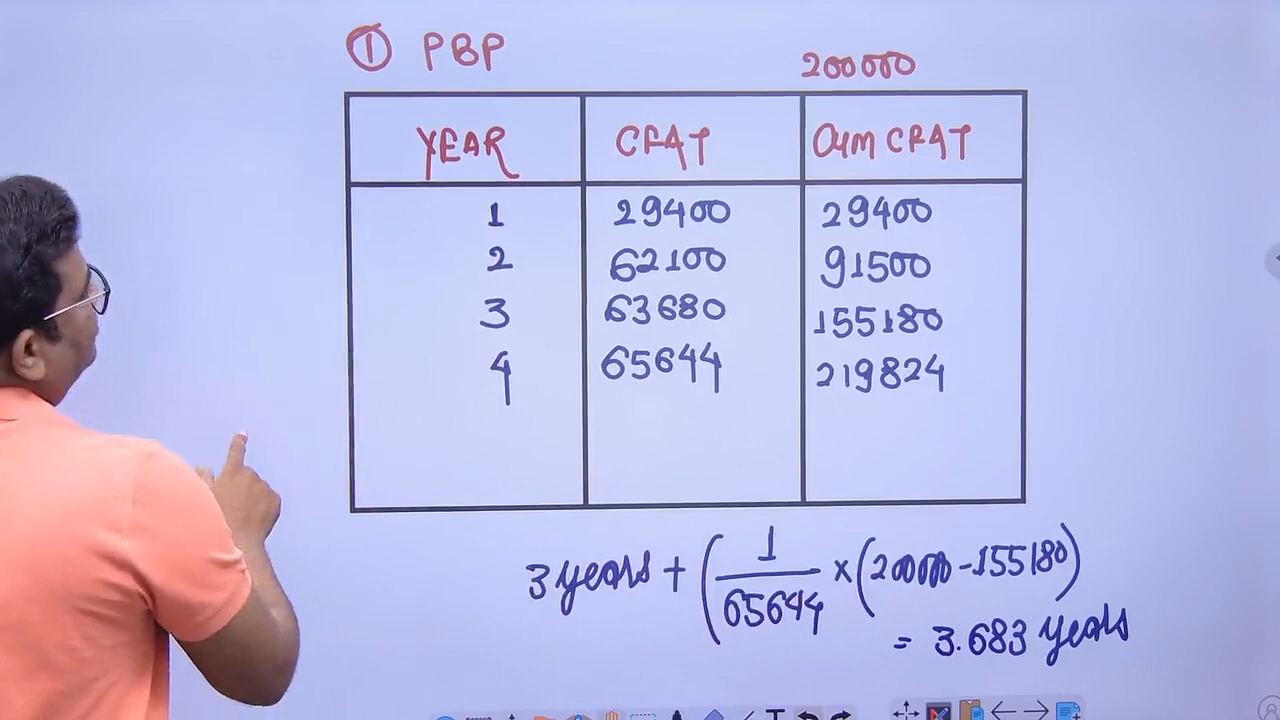 ① PBP
200000
YEAR CFAT Cum CFAT
1 29400 29400
2 62100 91500
3 63680 155180
4 65644 219824
3 years + (1/65644 × (200000 - 155180)
= 3.683 years